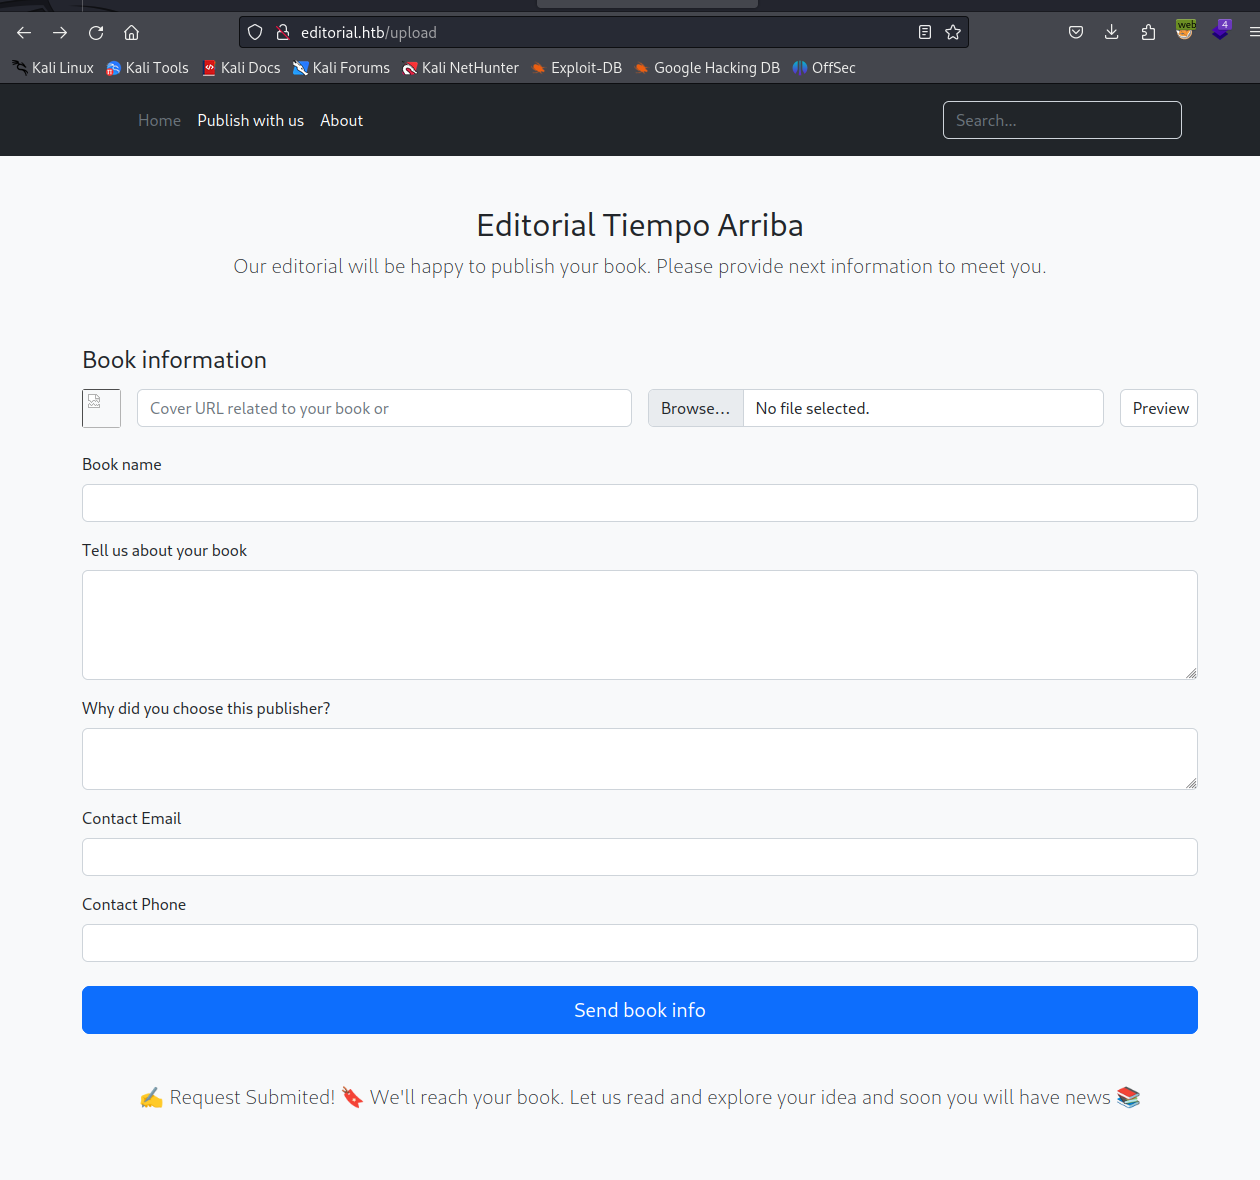 editorial.htb/upload
web
4
Kali Linux Kali Tools Kali Docs Kali Forums Kali NetHunter Exploit-DB Google Hacking DB OffSec
Home Publish with us About Search...
Editorial Tiempo Arriba
Our editorial will be happy to publish your book. Please provide next information to meet you.
Book information
Cover URL related to your book or Browse... No file selected. Preview
Book name
Tell us about your book
Why did you choose this publisher?
Contact Email
Contact Phone
Send book info
✍️ Request Submited! 🔖 We'll reach your book. Let us read and explore your idea and soon you will have news 📚